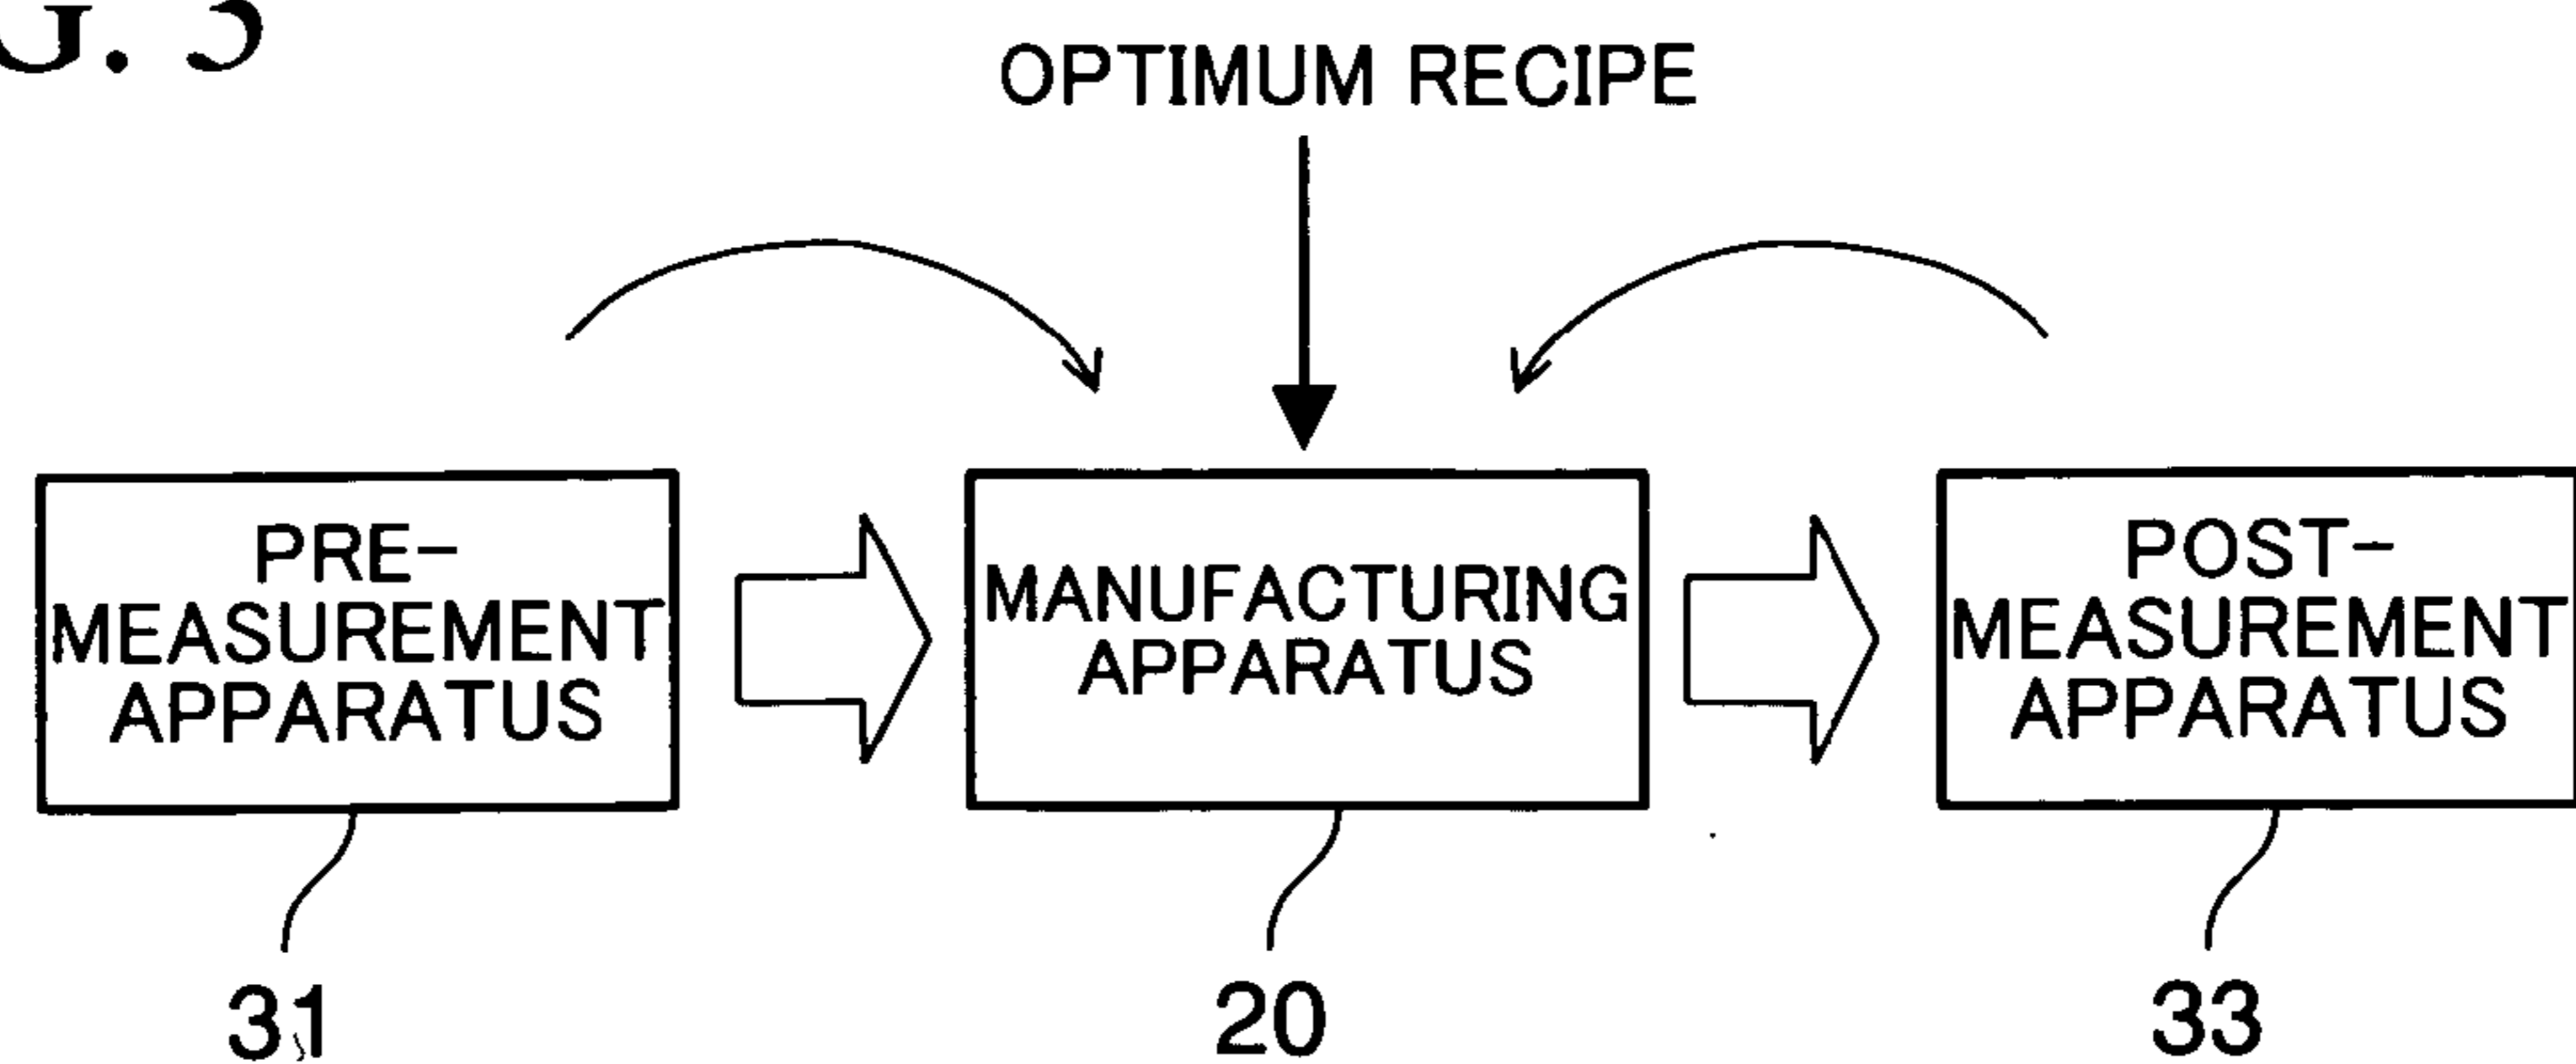 G.
OPTIMUM RECIPE
PRE-
MEASUREMENT
APPARATUS
MANUFACTURING
APPARATUS
POST-
MEASUREMENT
APPARATUS
31
20
33